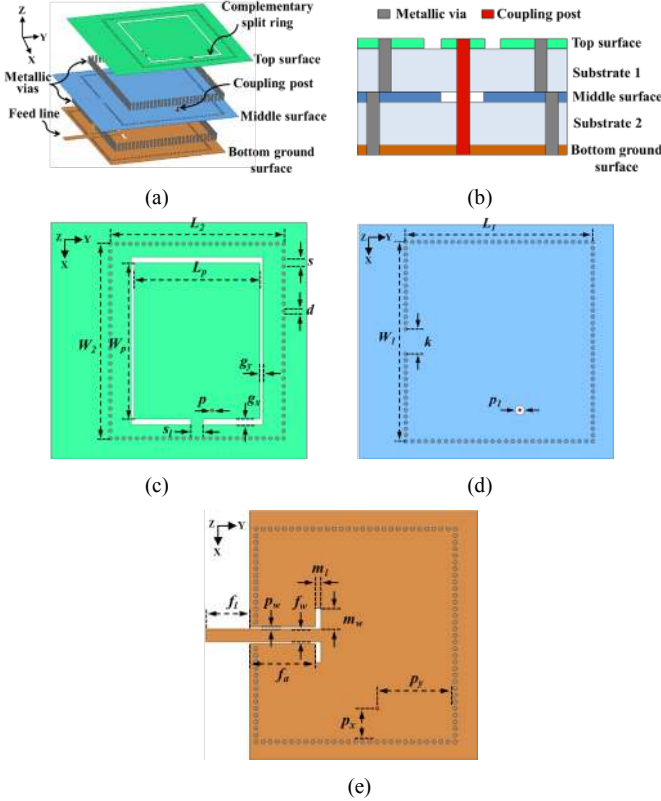 Z
Y
X
Complementary
split ring
Top surface
Metallic
vias
Coupling post
Feed line
Middle surface
Bottom ground
surface
(a)
Metallic via
Coupling post
Top surface
Substrate 1
Middle surface
Substrate 2
Bottom ground
surface
(b)
Z
Y
X
L2
s
Lp
d
W2
Wp
gy
p
gx
s1
(c)
Z
Y
X
L1
k
W1
p1
(d)
Z
Y
X
ml
fl
pw
fw
mw
fa
py
px
(e)